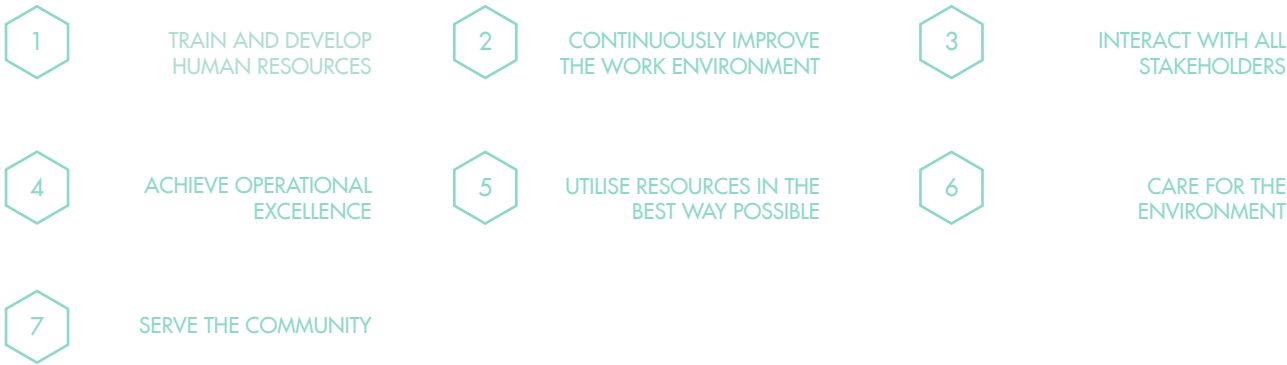 1
TRAIN AND DEVELOP
HUMAN RESOURCES
2
CONTINUOUSLY IMPROVE
THE WORK ENVIRONMENT
3
INTERACT WITH ALL
STAKEHOLDERS
4
ACHIEVE OPERATIONAL
EXCELLENCE
5
UTILISE RESOURCES IN THE
BEST WAY POSSIBLE
6
CARE FOR THE
ENVIRONMENT
7
SERVE THE COMMUNITY